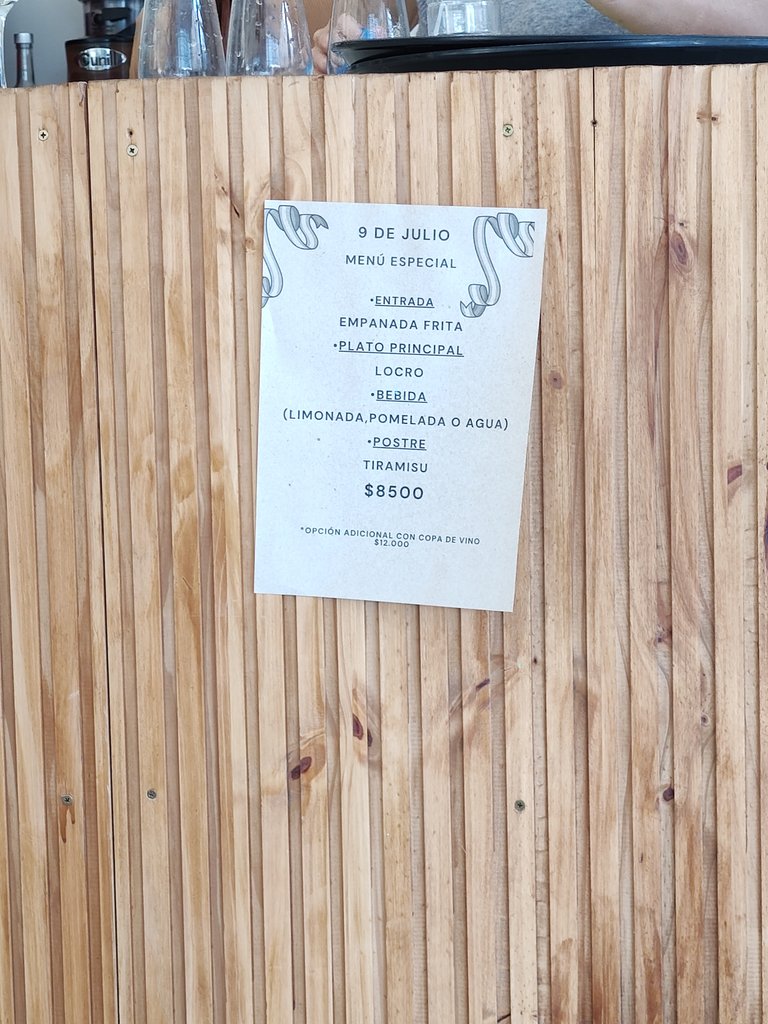 Cunill
9 DE JULIO
MENÚ ESPECIAL
•ENTRADA
EMPANADA FRITA
•PLATO PRINCIPAL
LOCRO
•BEBIDA
(LIMONADA,POMELADA O AGUA)
•POSTRE
TIRAMISU
$8500
*OPCIÓN ADICIONAL CON COPA DE VINO
$12.000